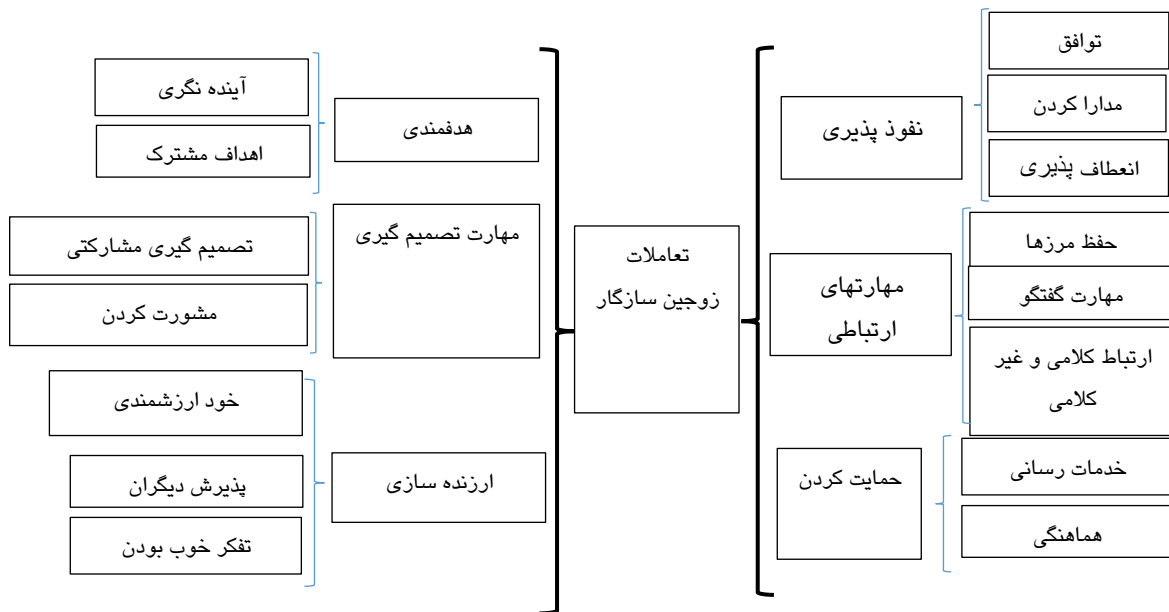 توافق
مدارا کردن
انعطاف پذیری
نفوذ پذیری
حفظ مرزها
مهارت گفتگو
ارتباط کلامی و غیر
کلامی
مهارتهای
ارتباطی
خدمات رسانی
هماهنگی
حمایت کردن
تعاملات
زوجین سازگار
هدفمندی
آینده نگری
اهداف مشترک
مهارت تصمیم گیری
تصمیم گیری مشارکتی
مشورت کردن
ارزنده سازی
خود ارزشمندی
پذیرش دیگران
تفکر خوب بودن